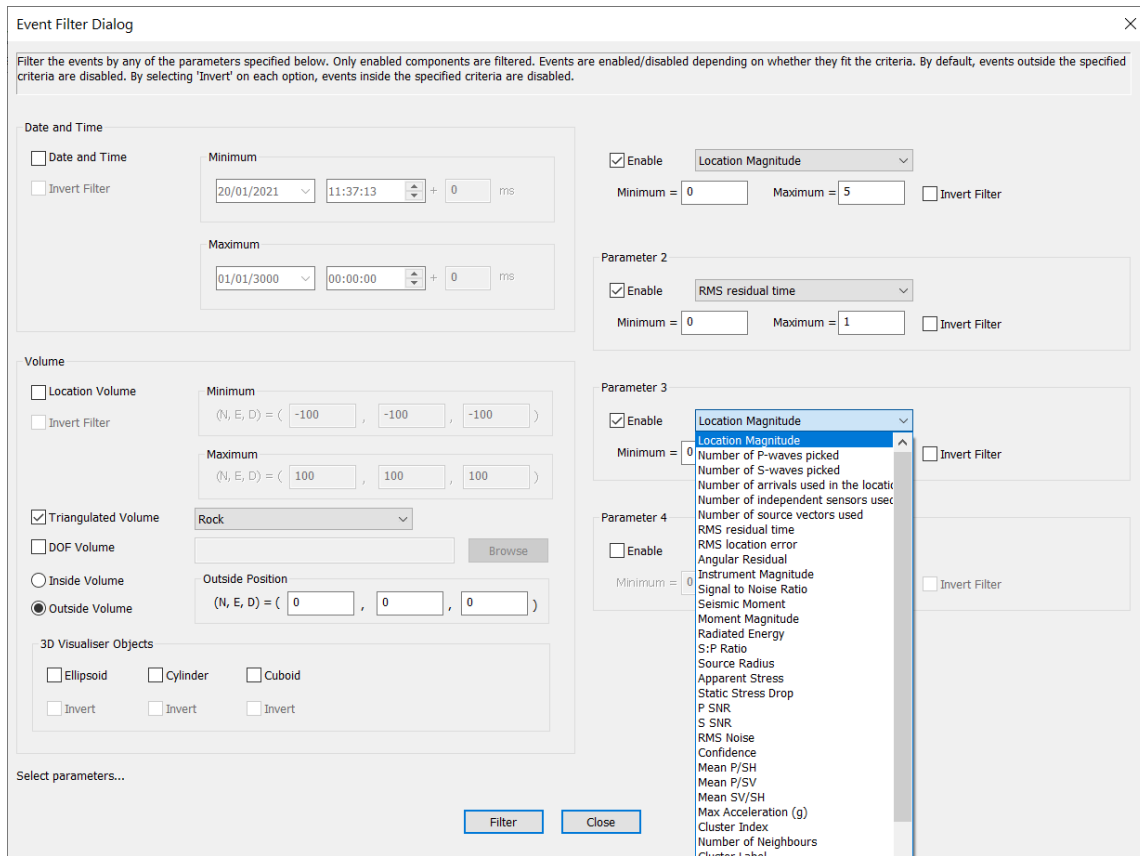 Event Filter Dialog
Filter the events by any of the parameters specified below. Only enabled components are filtered. Events are enabled/disabled depending on whether they fit the criteria. By default, events outside the specified
criteria are disabled. By selecting 'Invert' on each option, events inside the specified criteria are disabled.
Date and Time
Date and Time
Invert Filter
Minimum
20/01/2021 11:37:13 + 0 ms
Maximum
01/01/3000 00:00:00 + 0 ms
Volume
Location Volume
Invert Filter
Minimum
(N, E, D) = ( -100 , -100 , -100 )
Maximum
(N, E, D) = ( 100 , 100 , 100 )
Triangulated Volume Rock
DOF Volume Browse
Inside Volume
Outside Volume
Outside Position
(N, E, D) = ( 0 , 0 , 0 )
3D Visualiser Objects
Ellipsoid Cylinder Cuboid
Invert Invert Invert
Select parameters...
Filter Close
Enable Location Magnitude
Minimum = 0 Maximum = 5 Invert Filter
Parameter 2
Enable RMS residual time
Minimum = 0 Maximum = 1 Invert Filter
Parameter 3
Enable Location Magnitude
Minimum = 0 Invert Filter
Parameter 4
Enable
Minimum = 0 Invert Filter
Location Magnitude
Number of P-waves picked
Number of S-waves picked
Number of arrivals used in the locatio
Number of independent sensors used
Number of source vectors used
RMS residual time
RMS location error
Angular Residual
Instrument Magnitude
Signal to Noise Ratio
Seismic Moment
Moment Magnitude
Radiated Energy
S:P Ratio
Source Radius
Apparent Stress
Static Stress Drop
P SNR
S SNR
RMS Noise
Confidence
Mean P/SH
Mean P/SV
Mean SV/SH
Max Acceleration (g)
Cluster Index
Number of Neighbours
Cluster Label